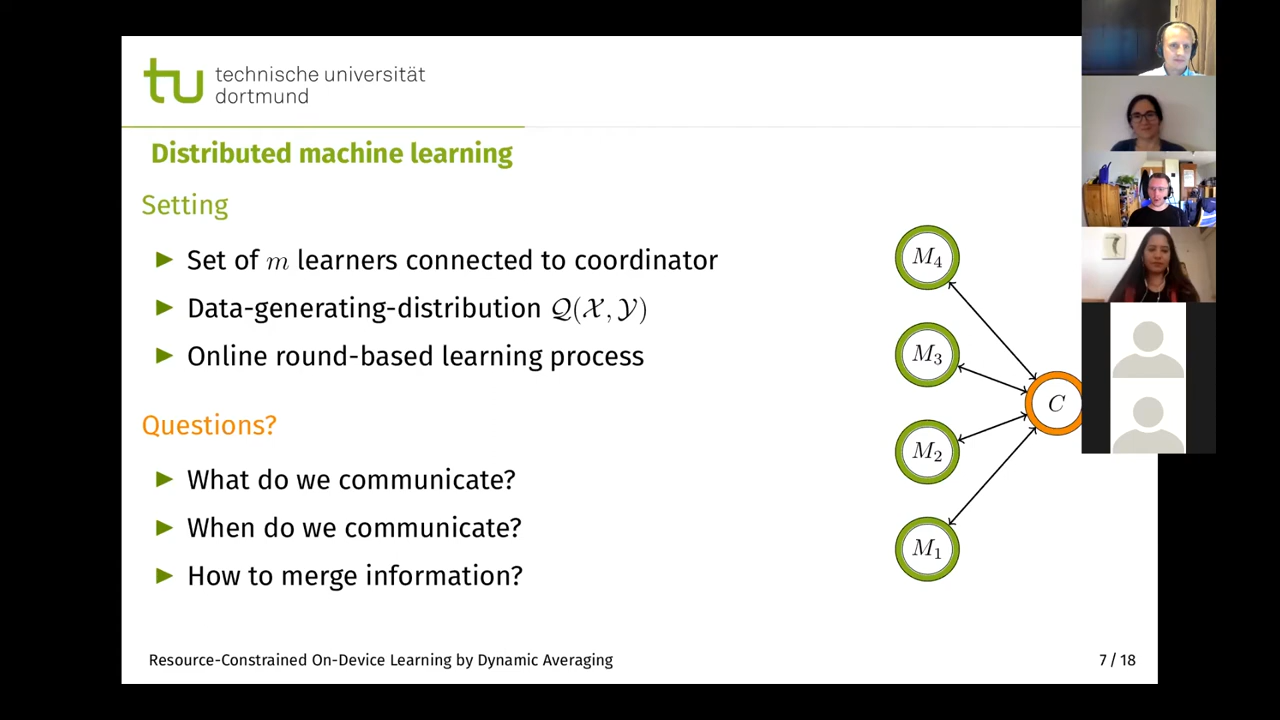 technische universität
dortmund
Distributed machine learning
Setting
Set of m learners connected to coordinator
Data-generating-distribution 𝒬(𝒳, 𝒴)
Online round-based learning process
Questions?
What do we communicate?
When do we communicate?
How to merge information?
M₄
M₃
C
M₂
M₁
Resource-Constrained On-Device Learning by Dynamic Averaging
7 / 18